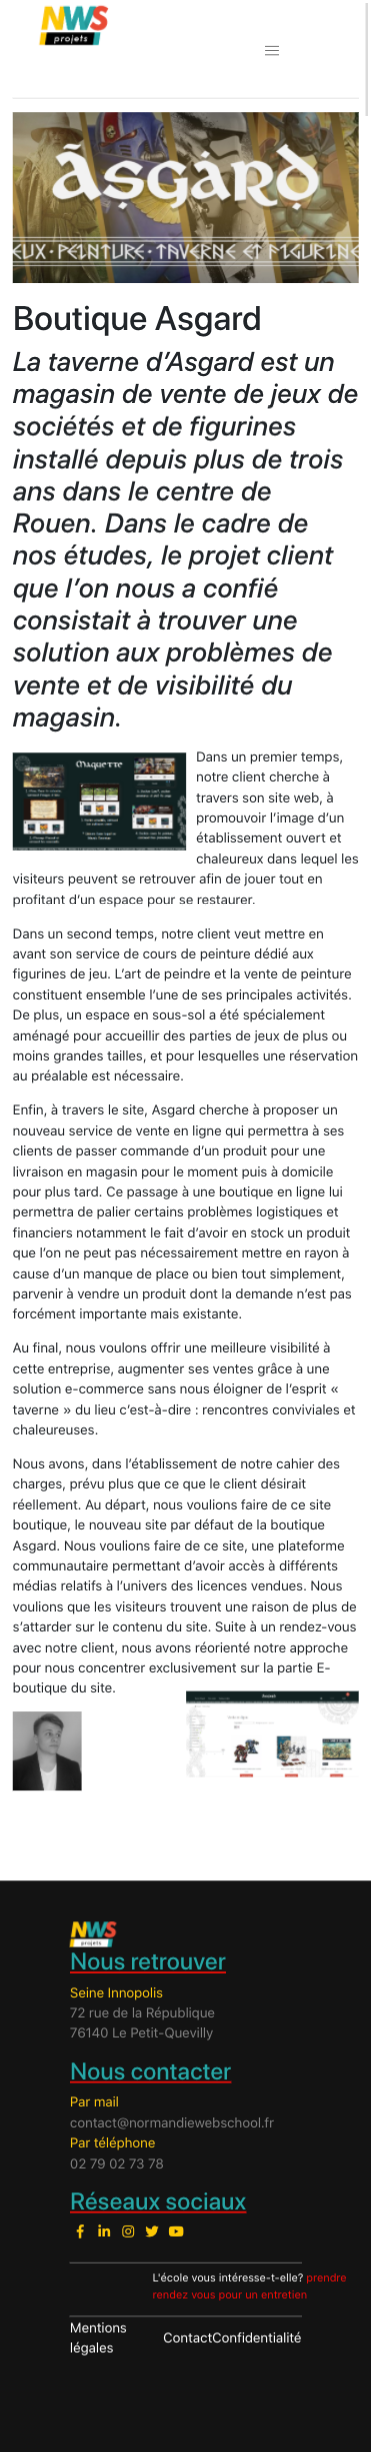 NWS
projets
ãsgard
EUX•PEINTURE•TAVERNE ET FIGURINE
Boutique Asgard
La taverne d’Asgard est un
magasin de vente de jeux de
sociétés et de figurines
installé depuis plus de trois
ans dans le centre de
Rouen. Dans le cadre de
nos études, le projet client
que l’on nous a confié
consistait à trouver une
solution aux problèmes de
vente et de visibilité du
magasin.
Maquette
Dans un premier temps,
notre client cherche à
travers son site web, à
promouvoir l’image d’un
établissement ouvert et
chaleureux dans lequel les
visiteurs peuvent se retrouver afin de jouer tout en
profitant d’un espace pour se restaurer.
Dans un second temps, notre client veut mettre en
avant son service de cours de peinture dédié aux
figurines de jeu. L’art de peindre et la vente de peinture
constituent ensemble l’une de ses principales activités.
De plus, un espace en sous-sol a été spécialement
aménagé pour accueillir des parties de jeux de plus ou
moins grandes tailles, et pour lesquelles une réservation
au préalable est nécessaire.
Enfin, à travers le site, Asgard cherche à proposer un
nouveau service de vente en ligne qui permettra à ses
clients de passer commande d’un produit pour une
livraison en magasin pour le moment puis à domicile
pour plus tard. Ce passage à une boutique en ligne lui
permettra de palier certains problèmes logistiques et
financiers notamment le fait d’avoir en stock un produit
que l’on ne peut pas nécessairement mettre en rayon à
cause d’un manque de place ou bien tout simplement,
parvenir à vendre un produit dont la demande n’est pas
forcément importante mais existante.
Au final, nous voulons offrir une meilleure visibilité à
cette entreprise, augmenter ses ventes grâce à une
solution e-commerce sans nous éloigner de l’esprit «
taverne » du lieu c’est-à-dire : rencontres conviviales et
chaleureuses.
Nous avons, dans l’établissement de notre cahier des
charges, prévu plus que ce que le client désirait
réellement. Au départ, nous voulions faire de ce site
boutique, le nouveau site par défaut de la boutique
Asgard. Nous voulions faire de ce site, une plateforme
communautaire permettant d’avoir accès à différents
médias relatifs à l’univers des licences vendues. Nous
voulions que les visiteurs trouvent une raison de plus de
s’attarder sur le contenu du site. Suite à un rendez-vous
avec notre client, nous avons réorienté notre approche
pour nous concentrer exclusivement sur la partie E-
boutique du site.
NWS
projets
Nous retrouver
Seine Innopolis
72 rue de la République
76140 Le Petit-Quevilly
Nous contacter
Par mail
contact@normandiewebschool.fr
Par téléphone
02 79 02 73 78
Réseaux sociaux
L'école vous intéresse-t-elle? prendre
rendez vous pour un entretien
Mentions
légales
ContactConfidentialité